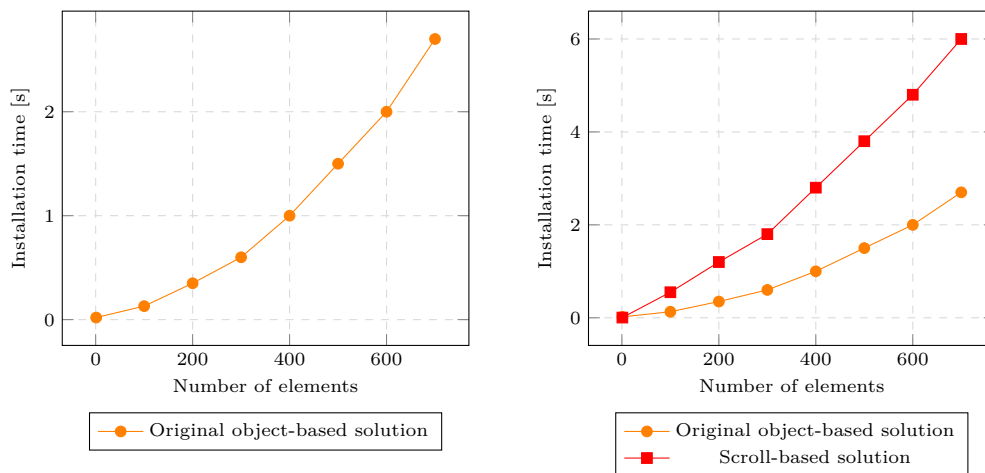 2
1
0
Installation time [s]
0 200 400 600
Number of elements
Original object-based solution
6
4
2
0
Installation time [s]
0 200 400 600
Number of elements
Original object-based solution
Scroll-based solution